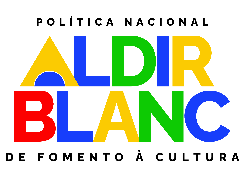 POLÍTICA NACIONAL
ALDIR
BLANC
DE FOMENTO À CULTURA